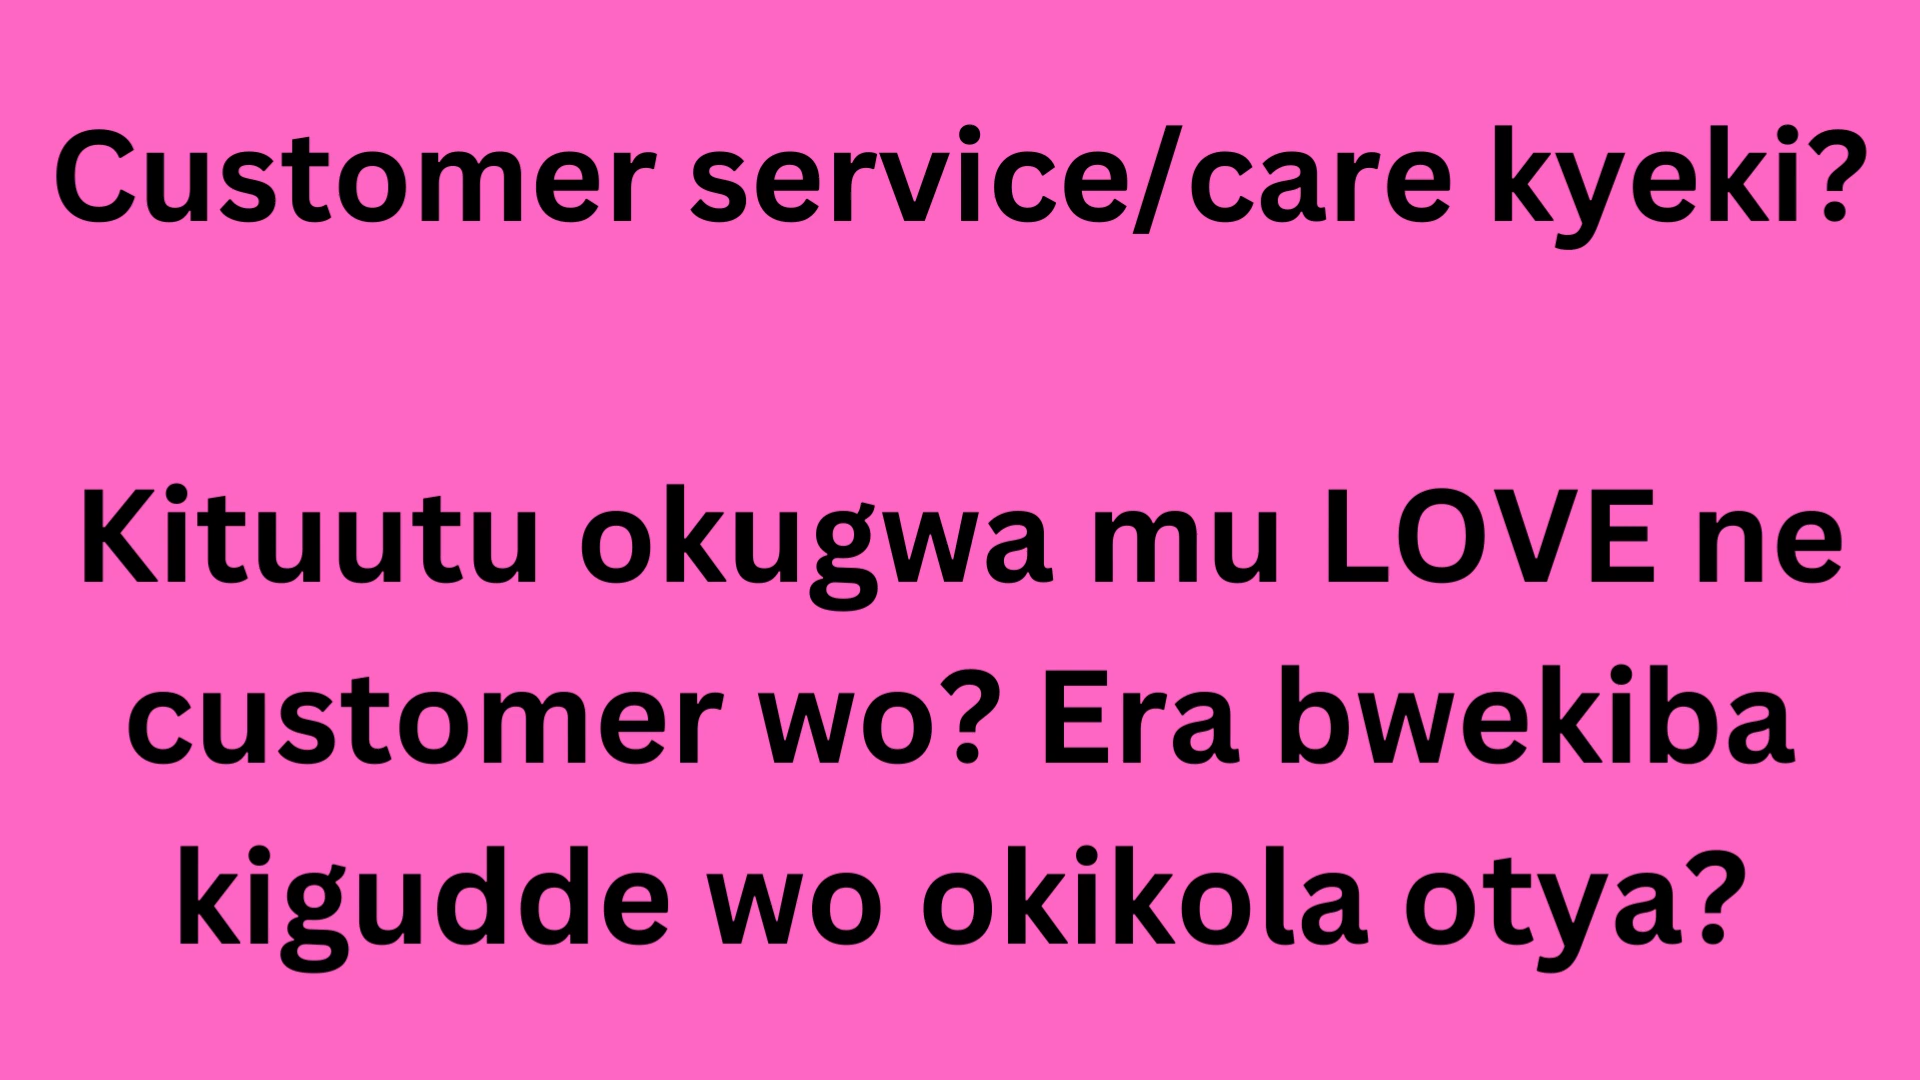 Customer service/care kyeki?
Kituutu okugwa mu LOVE ne
customer wo? Era bwekiba
kigudde wo okikola otya?